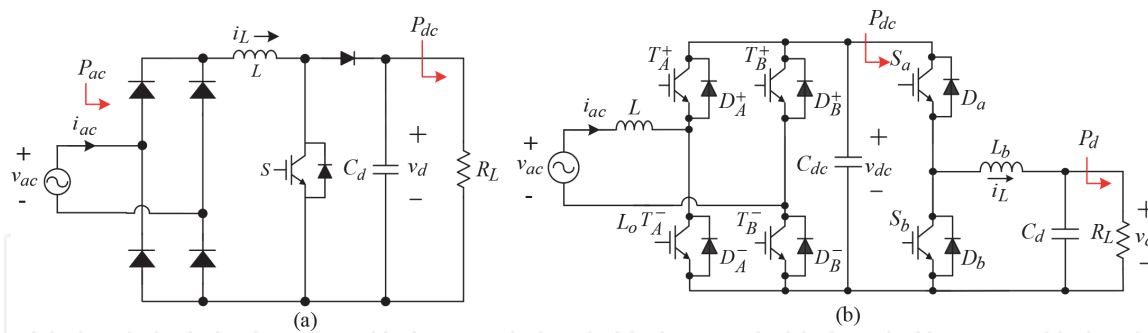 P_ac
i_L
L
P_dc
i_ac
+
v_ac
-
S
C_d
+
v_d
−
R_L
(a)
P_dc
T_A^+
T_B^+
S_a
D_A^+
D_B^+
D_a
i_ac
L
+
v_ac
-
C_dc
+
v_dc
−
L_b
i_L
P_d
L_o T_A^−
T_B^−
S_b
D_A^−
D_B^−
D_b
C_d
R_L
+
−
(b)